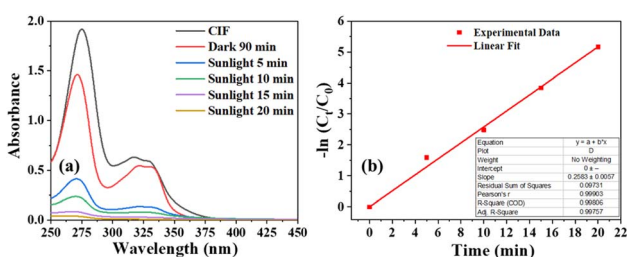 (a)
2.0
1.5
1.0
0.5
0.0
Absorbance
CIF
Dark 90 min
Sunlight 5 min
Sunlight 10 min
Sunlight 15 min
Sunlight 20 min
(a)
250 275 300 325 350 375 400 425 450
Wavelength (nm)
6
5
4
3
2
1
0
-ln (Ct/C0)
Experimental Data
Linear Fit
(b)
Equation y = a + b*x
Plot D
Weight No Weighting
Intercept 0 ± --
Slope 0.2583 ± 0.0057
Residual Sum of Squares 0.09731
Pearson's r 0.99903
R-Square (COD) 0.99806
Adj. R-Square 0.99757
0 2 4 6 8 10 12 14 16 18 20 22
Time (min)